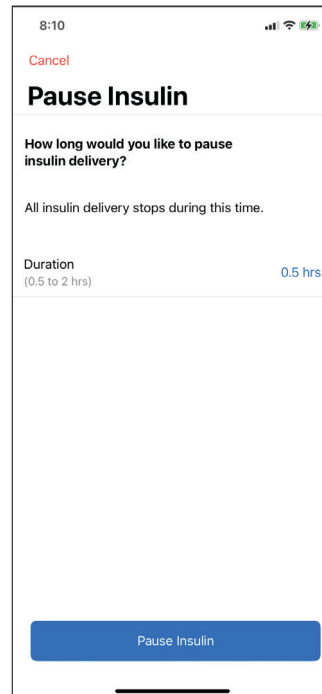 8:10
Cancel
Pause Insulin
How long would you like to pause
insulin delivery?
All insulin delivery stops during this time.
Duration
0.5 hrs
(0.5 to 2 hrs)
Pause Insulin